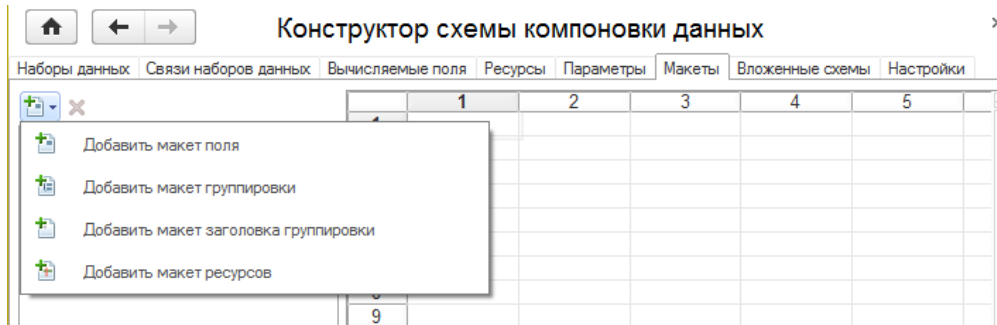 Конструктор схемы компоновки данных
Наборы данных Связи наборов данных Вычисляемые поля Ресурсы Параметры Макеты Вложенные схемы Настройки
1 2 3 4 5
Добавить макет поля
Добавить макет группировки
Добавить макет заголовка группировки
Добавить макет ресурсов
9